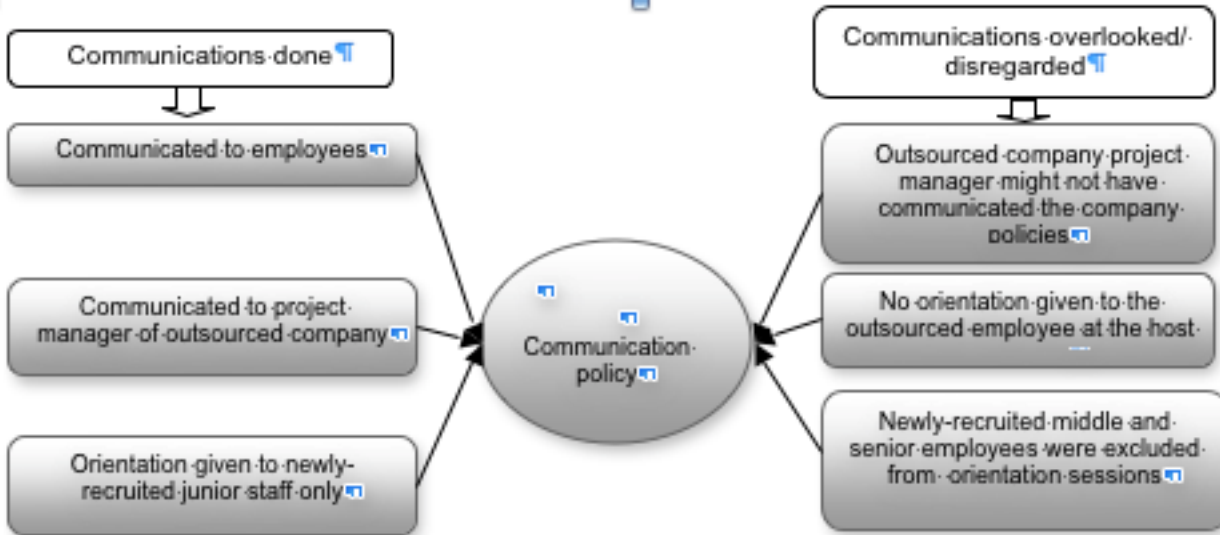 Communications done
Communicated to employees
Communicated to project
manager of outsourced company
Orientation given to newly-
recruited junior staff only
Communication
policy
Communications overlooked/
disregarded
Outsourced company project
manager might not have
communicated the company
policies
No orientation given to the
outsourced employee at the host
Newly-recruited middle and
senior employees were excluded
from orientation sessions